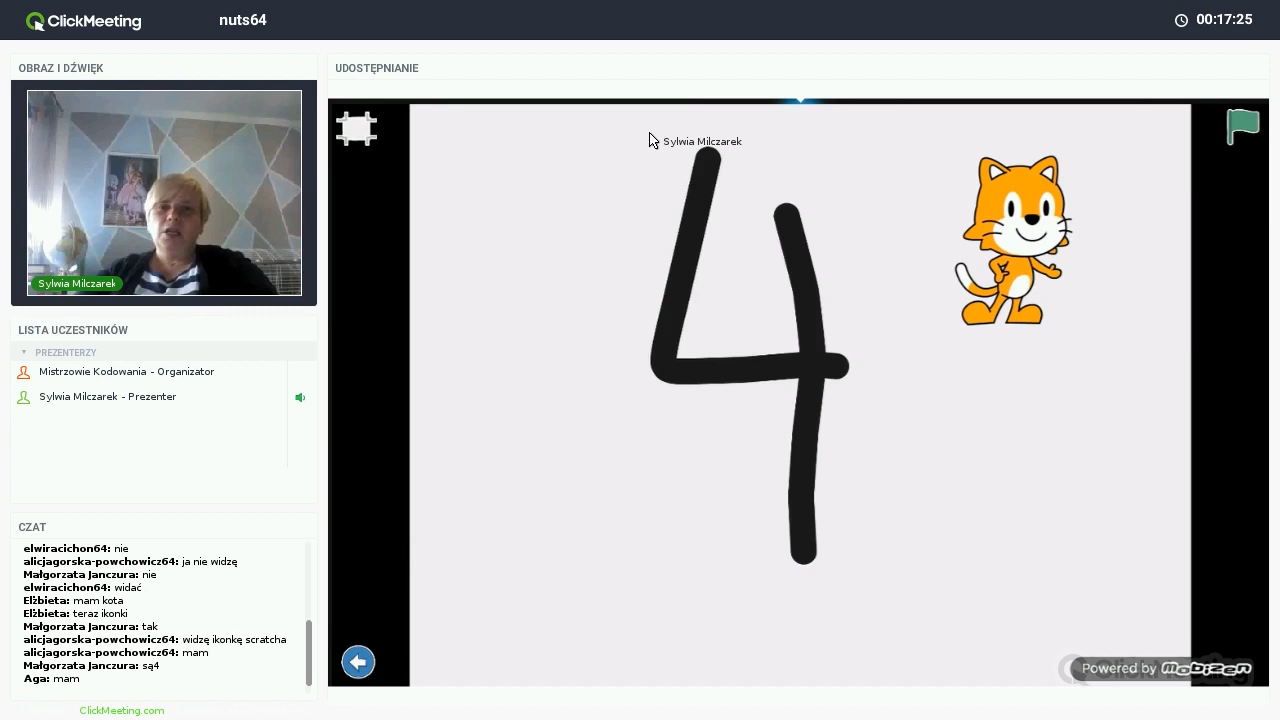 ClickMeeting
nuts64
00:17:25
OBRAZ I DŹWIĘK
Sylwia Milczarek
LISTA UCZESTNIKÓW
PREZENTERZY
Mistrzowie Kodowania - Organizator
Sylwia Milczarek - Prezenter
CZAT
elwiracichon64: nie
alicjagorska-powchowicz64: ja nie widzę
Małgorzata Janczura: nie
elwiracichon64: widać
Elżbieta: mam kota
Elżbieta: teraz ikonki
Małgorzata Janczura: tak
alicjagorska-powchowicz64: widzę ikonkę scratcha
alicjagorska-powchowicz64: mam
Małgorzata Janczura: są4
Aga: mam
ClickMeeting.com
UDOSTĘPNIANIE
Sylwia Milczarek
4
Powered by Mobizen